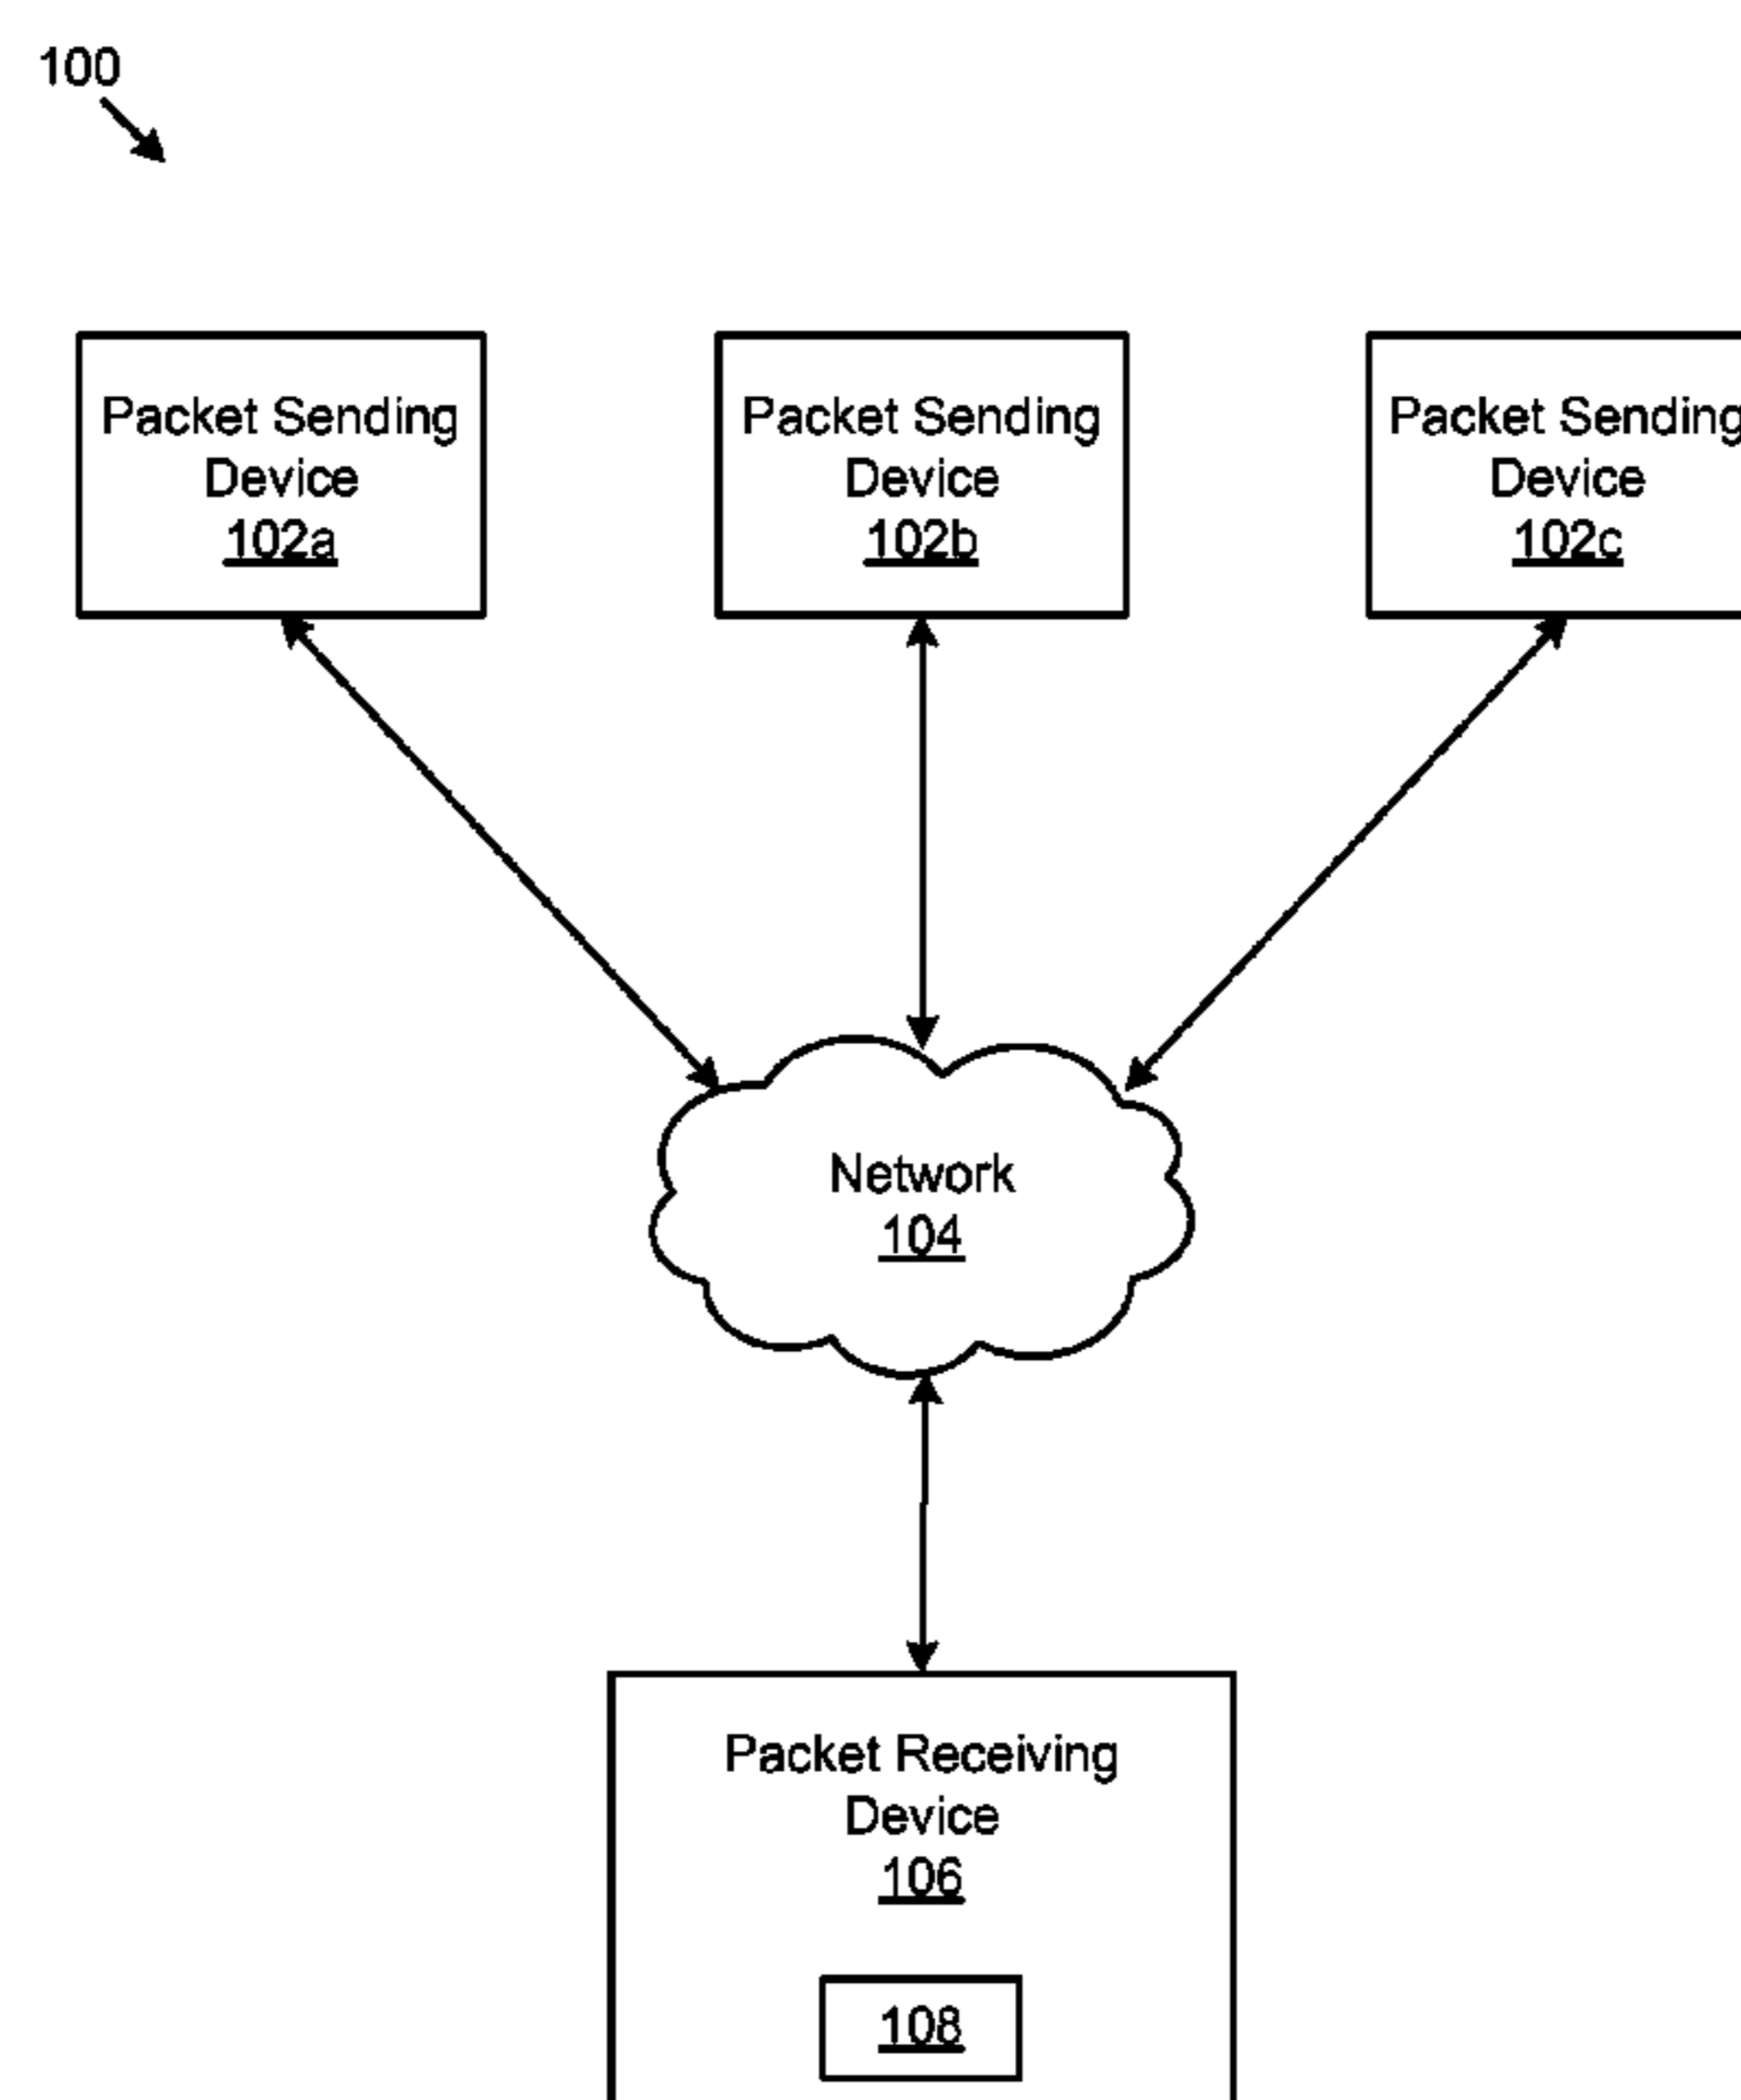 100
Packet Sending
Device
102a
Packet Sending
Device
102b
Packet Sending
Device
102c
Network
104
Packet Receiving
Device
106
108